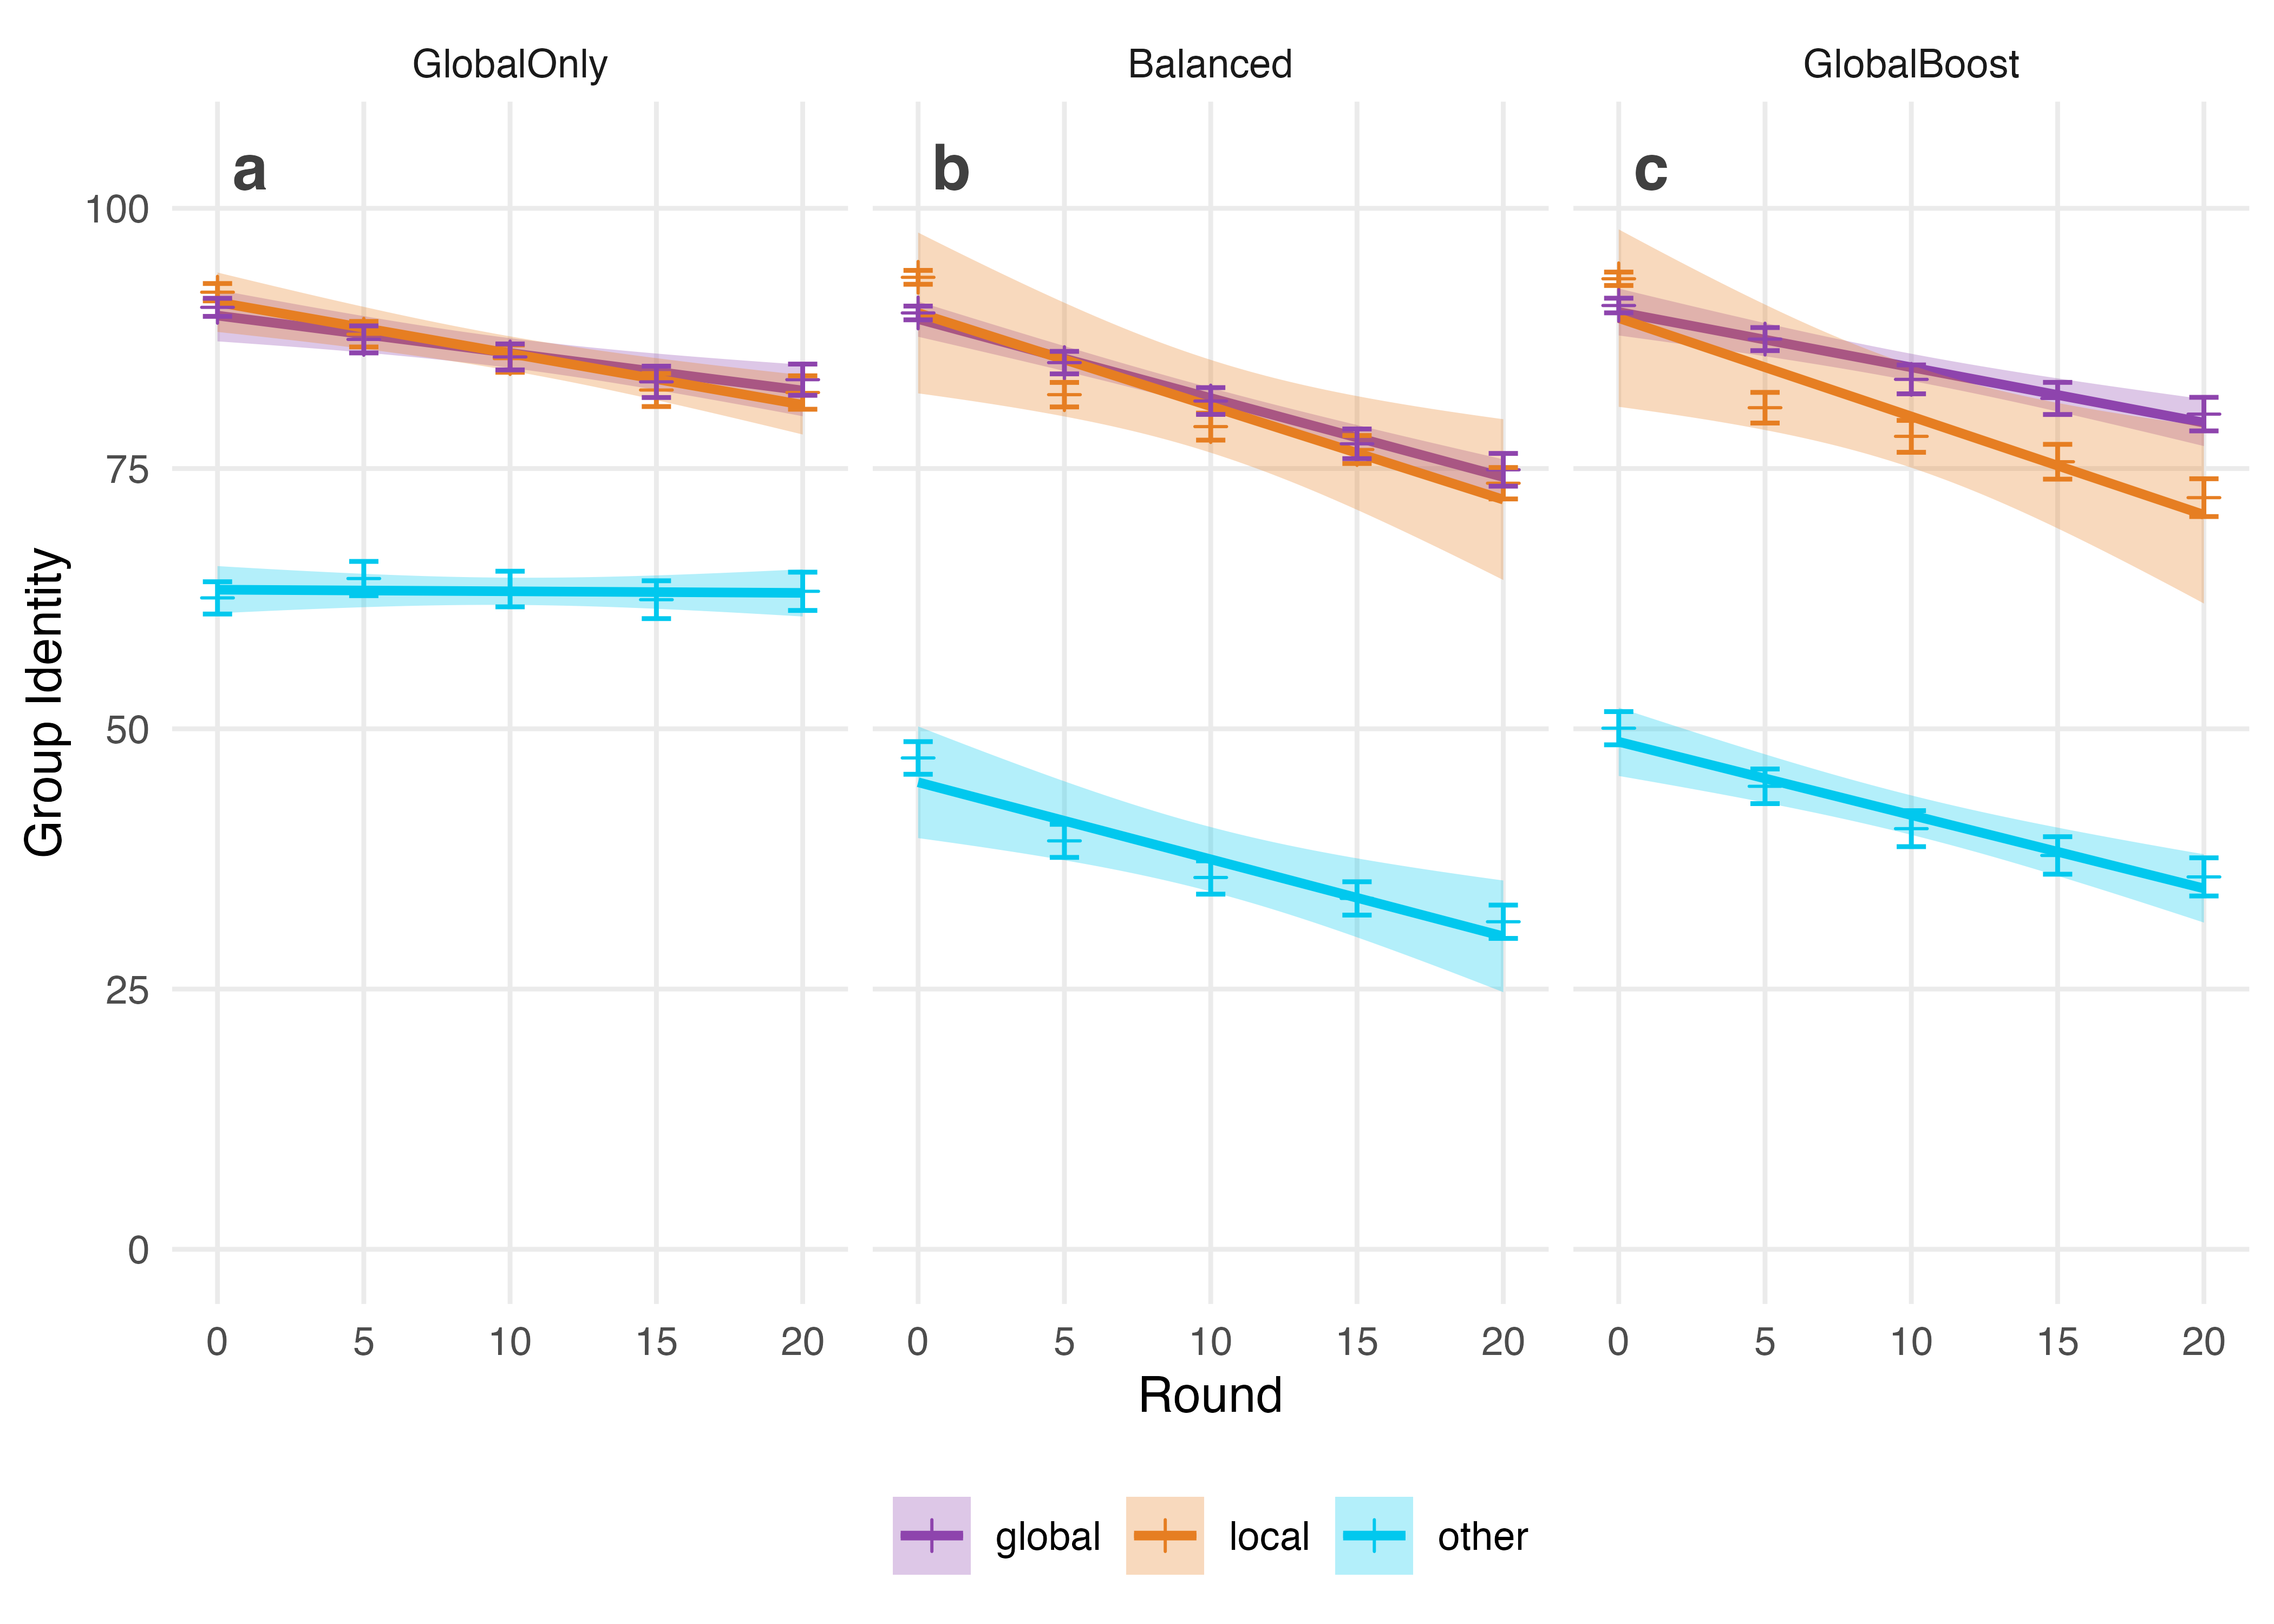 GlobalOnly Balanced GlobalBoost
a b c
100
75
50
25
0
Group Identity
0 5 10 15 20 0 5 10 15 20 0 5 10 15 20
Round
global local other